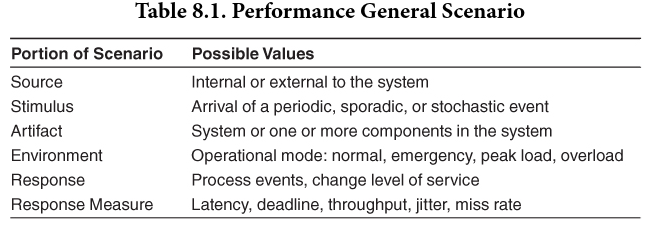 Table 8.1. Performance General Scenario
Portion of Scenario Possible Values
Source Internal or external to the system
Stimulus Arrival of a periodic, sporadic, or stochastic event
Artifact System or one or more components in the system
Environment Operational mode: normal, emergency, peak load, overload
Response Process events, change level of service
Response Measure Latency, deadline, throughput, jitter, miss rate